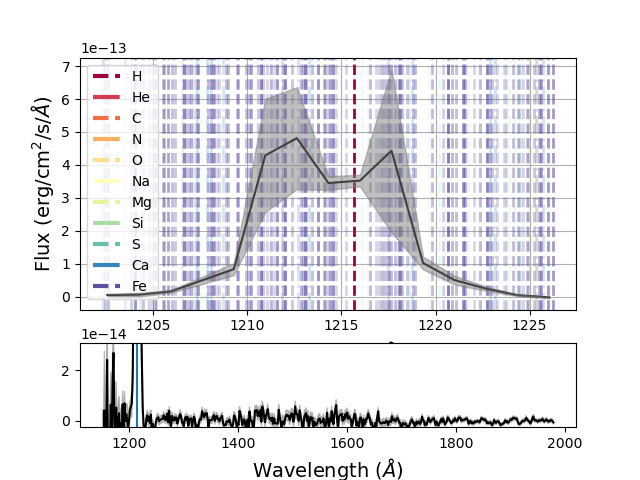 1e−13
Flux (erg/cm²/s/Å)
7
6
5
4
3
2
1
0
H
He
C
N
O
Na
Mg
Si
S
Ca
Fe
1205 1210 1215 1220 1225
1e−14
2
0
1200 1400 1600 1800 2000
Wavelength (Å)